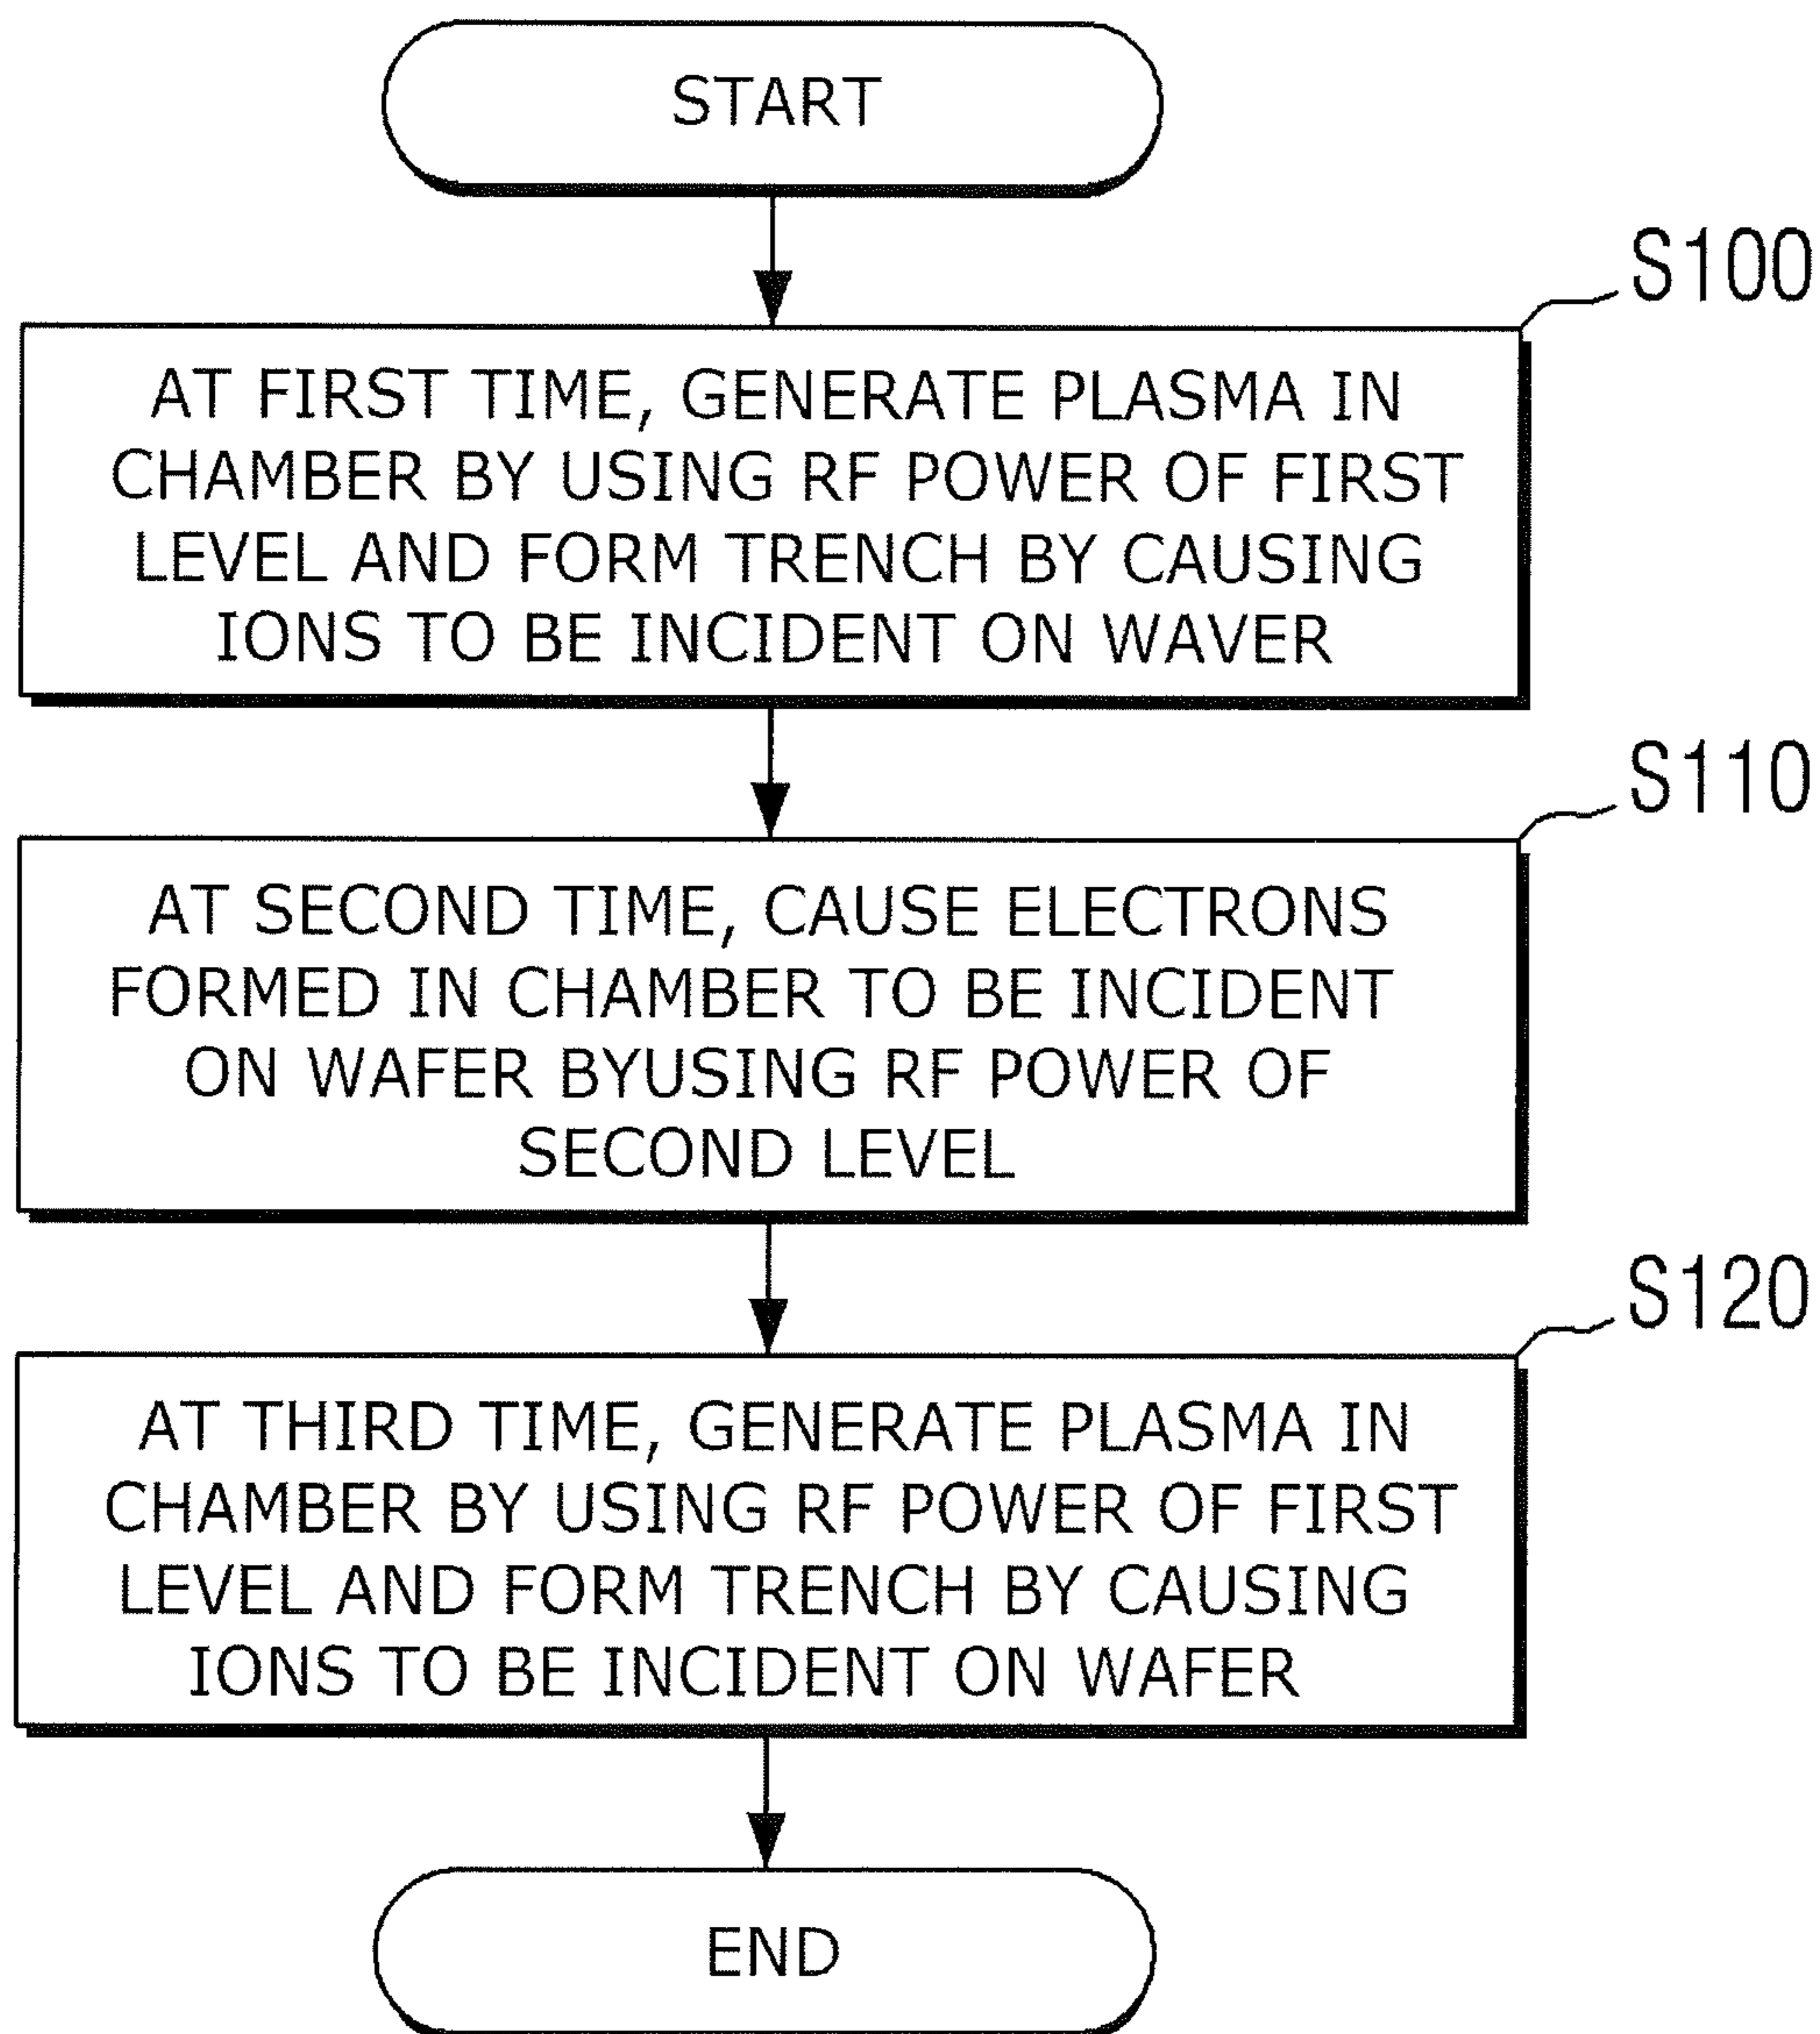 START
S100
AT FIRST TIME, GENERATE PLASMA IN
CHAMBER BY USING RF POWER OF FIRST
LEVEL AND FORM TRENCH BY CAUSING
IONS TO BE INCIDENT ON WAVER
S110
AT SECOND TIME, CAUSE ELECTRONS
FORMED IN CHAMBER TO BE INCIDENT
ON WAFER BYUSING RF POWER OF
SECOND LEVEL
S120
AT THIRD TIME, GENERATE PLASMA IN
CHAMBER BY USING RF POWER OF FIRST
LEVEL AND FORM TRENCH BY CAUSING
IONS TO BE INCIDENT ON WAFER
END